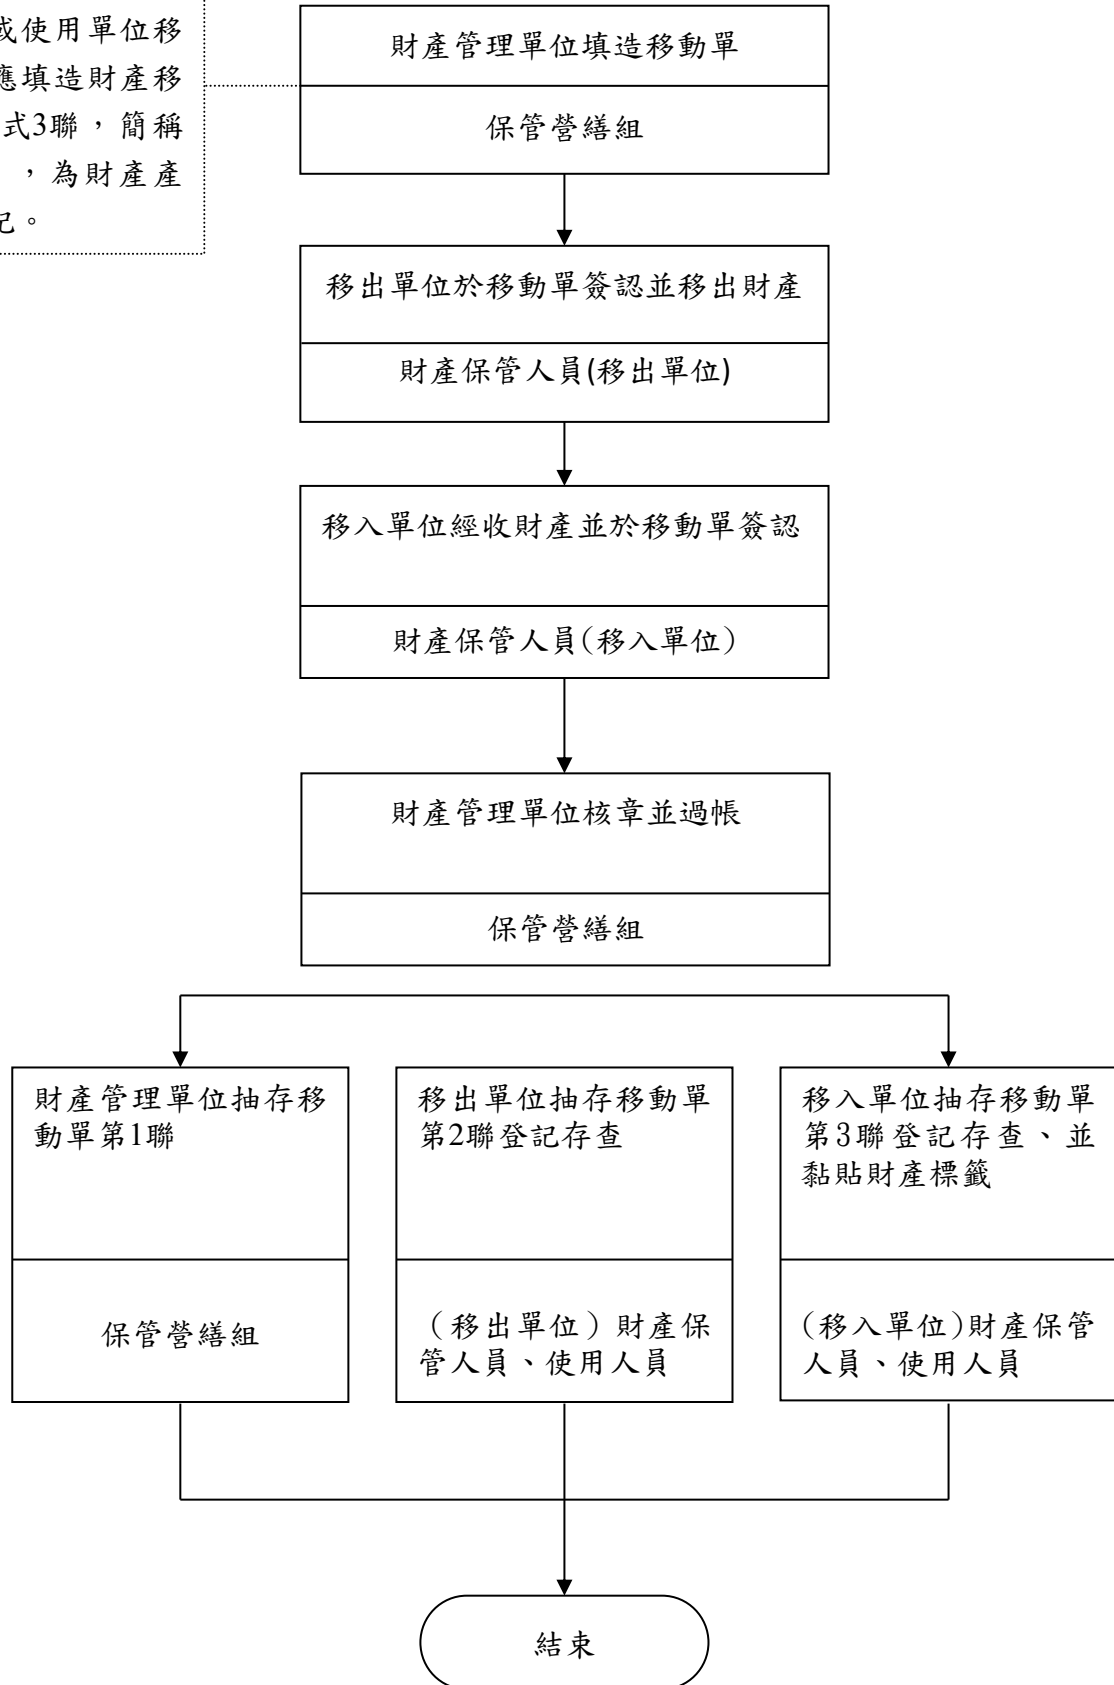 或使用單位移
應填造財產移
式3聯，簡稱
，為財產產
記。
財產管理單位填造移動單
保管營繕組
移出單位於移動單簽認並移出財產
財產保管人員(移出單位)
移入單位經收財產並於移動單簽認
財產保管人員(移入單位)
財產管理單位核章並過帳
保管營繕組
財產管理單位抽存移
動單第1聯
保管營繕組
移出單位抽存移動單
第2聯登記存查
（移出單位）財產保
管人員、使用人員
移入單位抽存移動單
第3聯登記存查、並
黏貼財產標籤
(移入單位)財產保管
人員、使用人員
結束